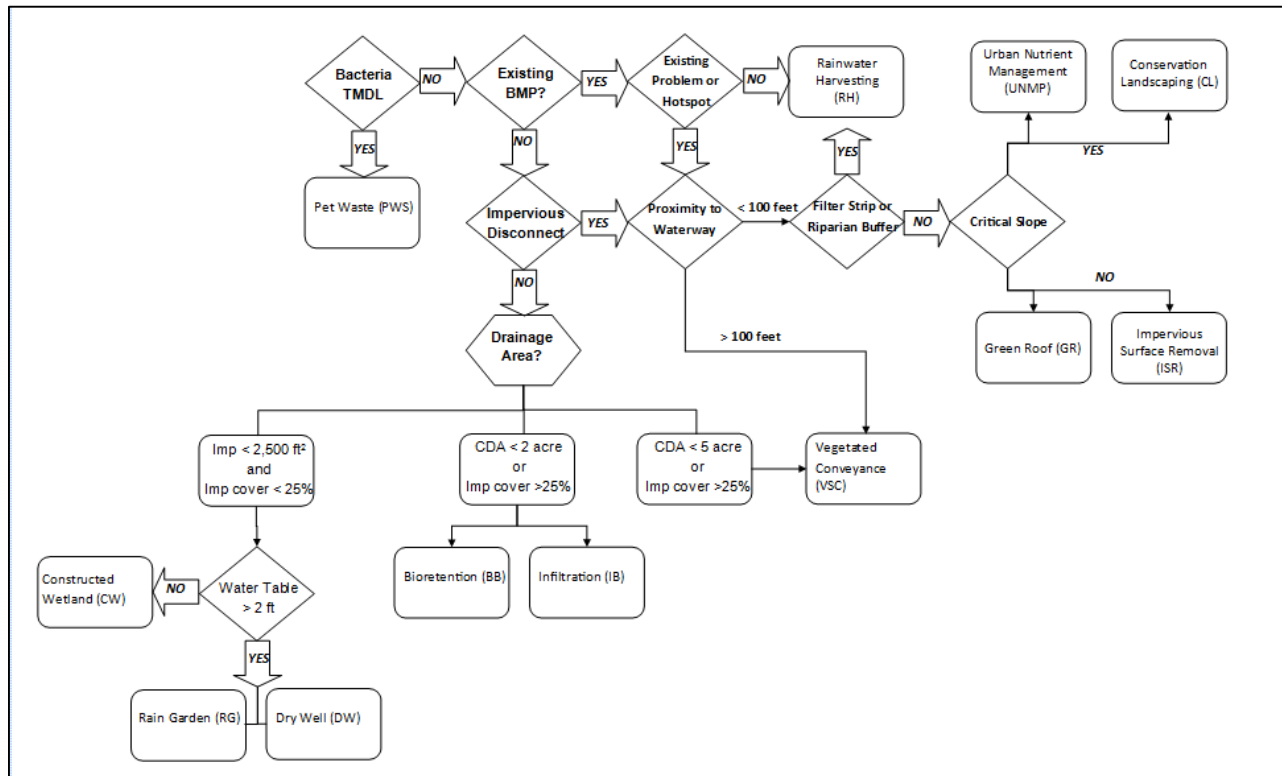 Bacteria
TMDL
NO
Existing
BMP?
YES
Existing
Problem or
Hotspot
NO
Rainwater
Harvesting
(RH)
Urban Nutrient
Management
(UNMP)
Conservation
Landscaping (CL)
YES
NO
YES
YES
YES
Pet Waste (PWS)
Impervious
Disconnect
YES
Proximity to
Waterway
< 100 feet
Filter Strip or
Riparian Buffer
NO
Critical Slope
NO
NO
Drainage
Area?
> 100 feet
Green Roof (GR)
Impervious
Surface Removal
(ISR)
Imp < 2,500 ft²
and
Imp cover < 25%
CDA < 2 acre
or
Imp cover >25%
CDA < 5 acre
or
Imp cover >25%
Vegetated
Conveyance
(VSC)
Constructed
Wetland (CW)
NO
Water Table
> 2 ft
Bioretention (BB)
Infiltration (IB)
YES
Rain Garden (RG)
Dry Well (DW)